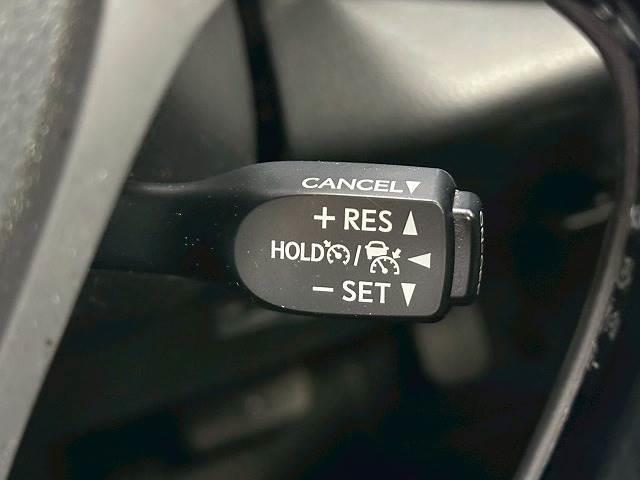 CANCEL▼
+ RES ▲
HOLD / ◀
− SET ▼